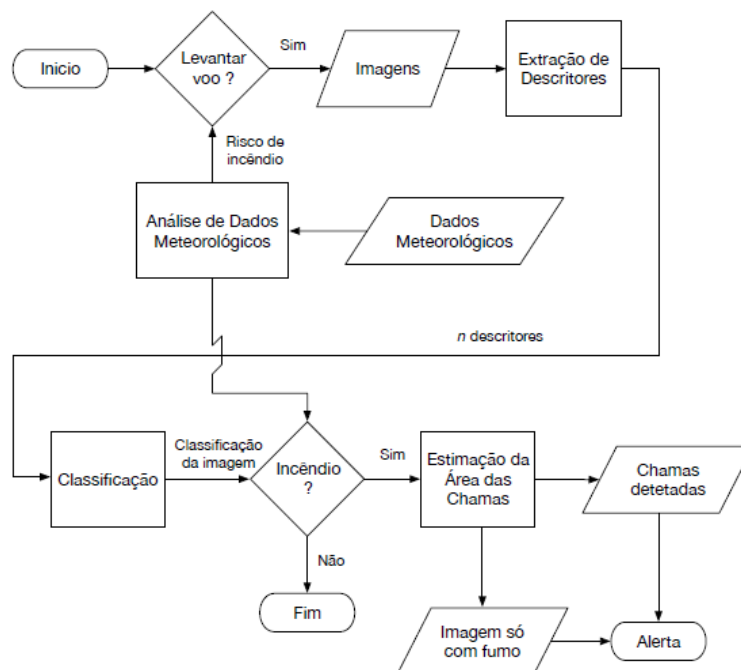 Inicio
Levantar
voo ?
Sim
Imagens
Extração de
Descritores
Risco de
incêndio
Análise de Dados
Meteorológicos
Dados
Meteorológicos
n descritores
Classificação
Classificação
da imagem
Incêndio
?
Sim
Estimação da
Área das
Chamas
Chamas
detetadas
Não
Fim
Imagem só
com fumo
Alerta